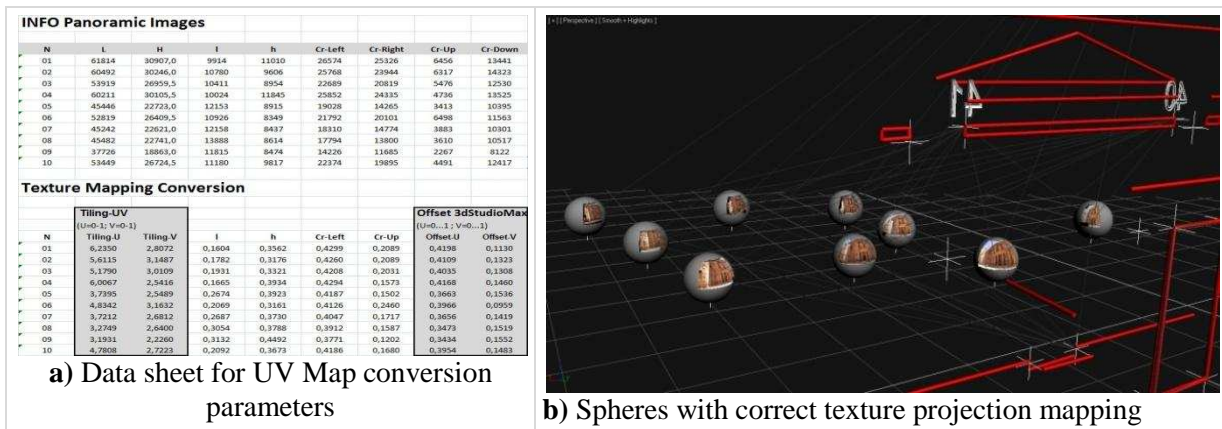 INFO Panoramic Images
N L H l h Cr-Left Cr-Right Cr-Up Cr-Down
01 61814 30907,0 9914 11010 26574 25326 6456 13441
02 60492 30246,0 10780 9606 25768 23944 6317 14323
03 53919 26959,5 10411 8954 22689 20819 5476 12530
04 60211 30105,5 10024 11845 25852 24335 4736 13525
05 45446 22723,0 12153 8915 19028 14265 3413 10395
06 52819 26409,5 10926 8349 21792 20101 6498 11563
07 45242 22621,0 12158 8437 18310 14774 3883 10301
08 45482 22741,0 13888 8614 17794 13800 3610 10517
09 37726 18863,0 11815 8474 14226 11685 2267 8122
10 53449 26724,5 11180 9817 22374 19895 4491 12417
Texture Mapping Conversion
Tiling-UV Offset 3dStudioMax
(U=0-1; V=0-1) (U=0...1 ; V=0...1)
N Tiling-U Tiling-V l h Cr-Left Cr-Up Offset-U Offset-V
01 6,2350 2,8072 0,1604 0,3562 0,4299 0,2089 0,4198 0,1130
02 5,6115 3,1487 0,1782 0,3176 0,4260 0,2089 0,4109 0,1323
03 5,1790 3,0109 0,1931 0,3321 0,4208 0,2031 0,4035 0,1308
04 6,0067 2,5416 0,1665 0,3934 0,4294 0,1573 0,4168 0,1460
05 3,7395 2,5489 0,2674 0,3923 0,4187 0,1502 0,3663 0,1536
06 4,8342 3,1632 0,2069 0,3161 0,4126 0,2460 0,3966 0,0959
07 3,7212 2,6812 0,2687 0,3730 0,4047 0,1717 0,3656 0,1419
08 3,2749 2,6400 0,3054 0,3788 0,3912 0,1587 0,3473 0,1519
09 3,1931 2,2260 0,3132 0,4492 0,3771 0,1202 0,3434 0,1552
10 4,7808 2,7223 0,2092 0,3673 0,4186 0,1680 0,3954 0,1483
a) Data sheet for UV Map conversion
parameters
[ + ] [ Perspective ] [ Smooth + Highlights ]
b) Spheres with correct texture projection mapping